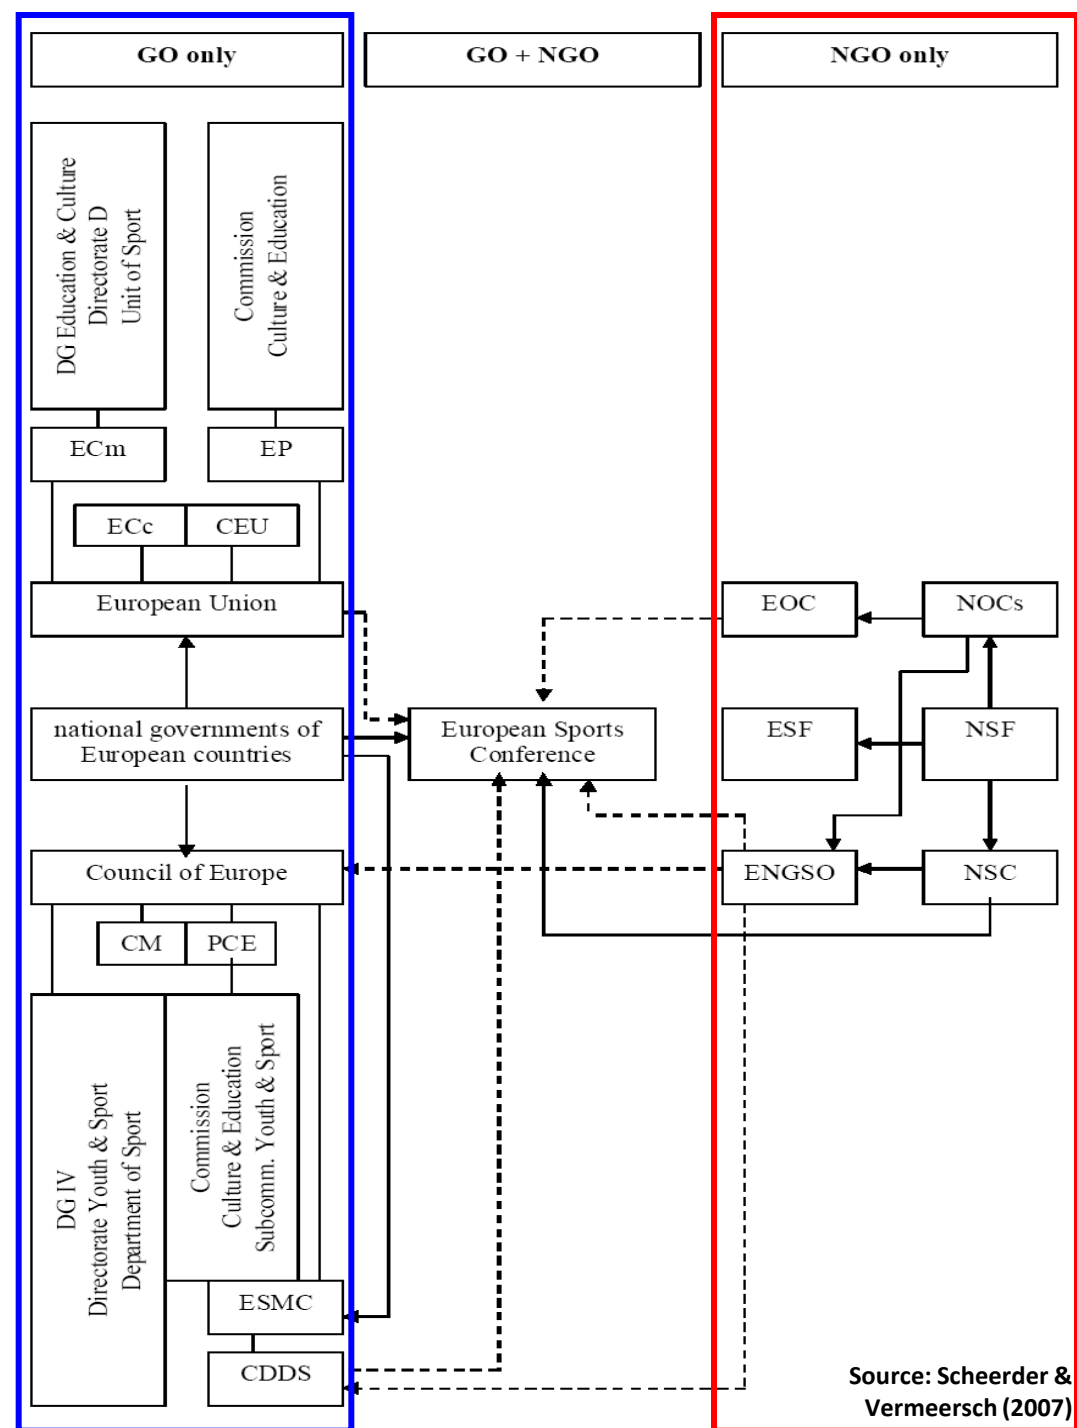 GO only
GO + NGO
NGO only
DG Education & Culture
Directorate D
Unit of Sport
Commission
Culture & Education
ECm
EP
ECc
CEU
European Union
EOC
NOCs
national governments of
European countries
European Sports
Conference
ESF
NSF
Council of Europe
ENGSO
NSC
CM
PCE
DG IV
Directorate Youth & Sport
Department of Sport
Commission
Culture & Education
Subcomm. Youth & Sport
ESMC
CDDS
Source: Scheerder &
Vermeersch (2007)